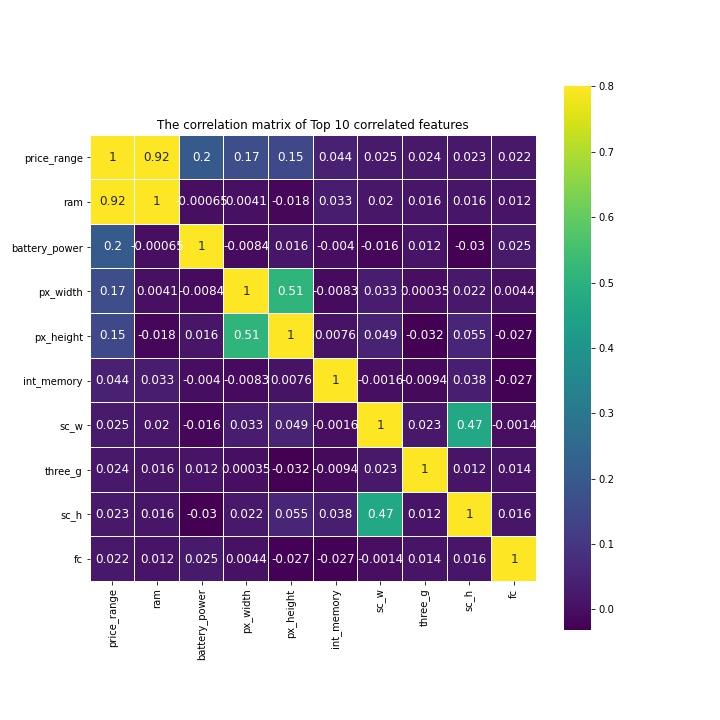 The correlation matrix of Top 10 correlated features
0.8
price_range 1 0.92 0.2 0.17 0.15 0.044 0.025 0.024 0.023 0.022
0.7
ram 0.92 1 0.00065 0.0041 -0.018 0.033 0.02 0.016 0.016 0.012
0.6
battery_power 0.2 -0.00065 1 -0.0084 0.016 -0.004 -0.016 0.012 -0.03 0.025
0.5
px_width 0.17 0.0041 -0.0084 1 0.51 -0.0083 0.033 0.00035 0.022 0.0044
px_height 0.15 -0.018 0.016 0.51 1 0.0076 0.049 -0.032 0.055 -0.027
0.4
int_memory 0.044 0.033 -0.004 -0.0083 0.0076 1 -0.0016 -0.0094 0.038 -0.027
0.3
sc_w 0.025 0.02 -0.016 0.033 0.049 -0.0016 1 0.023 0.47 -0.0014
0.2
three_g 0.024 0.016 0.012 0.00035 -0.032 -0.0094 0.023 1 0.012 0.014
sc_h 0.023 0.016 -0.03 0.022 0.055 0.038 0.47 0.012 1 0.016
0.1
fc 0.022 0.012 0.025 0.0044 -0.027 -0.027 -0.0014 0.014 0.016 1
0.0
price_range ram battery_power px_width px_height int_memory sc_w three_g sc_h fc